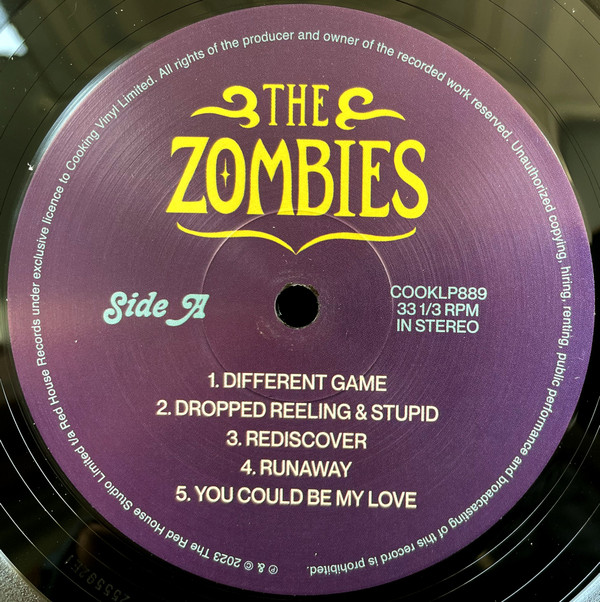 THE
ZOMBIES
Side A
COOKLP889
33 1/3 RPM
IN STEREO
1. DIFFERENT GAME
2. DROPPED REELING & STUPID
3. REDISCOVER
4. RUNAWAY
5. YOU COULD BE MY LOVE
℗ & © 2023 The Red House Studio Limited t/a Red House Records under exclusive licence to Cooking Vinyl Limited. All rights of the producer and owner of the recorded work reserved. Unauthorized copying, hiring, renting, public performance and broadcasting of this record is prohibited.